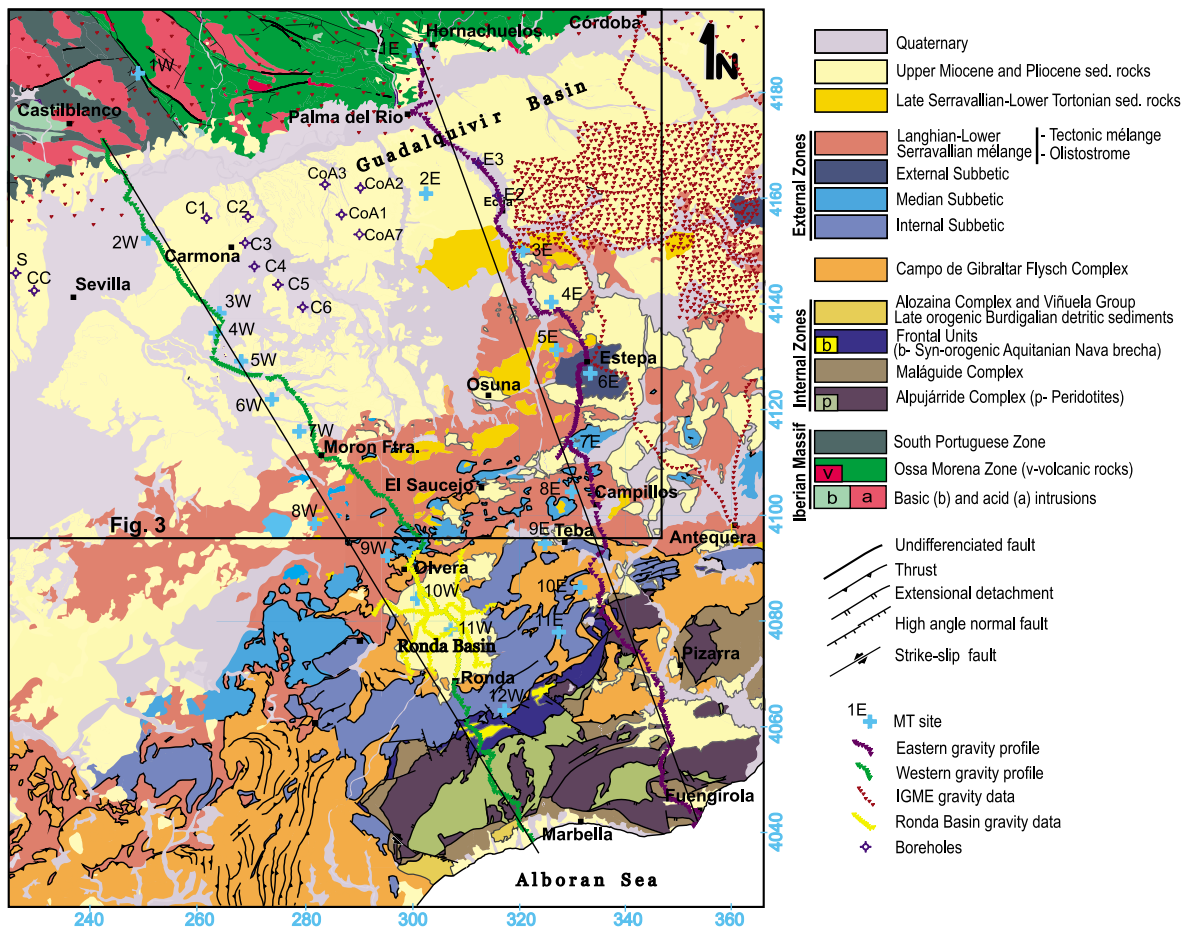 Córdoba
Hornachuelos
1E
N
1W
Castilblanco
Palma del Rio
Guadalquivir Basin
4180
E3
CoA3
CoA2
2E
E2
Ecija
4160
C1
C2
CoA1
CoA7
2W
C3
Carmona
3E
S
CC
C4
C5
Sevilla
C6
4E
4140
3W
4W
5W
5E
Estepa
6E
Osuna
6W
4120
7W
Moron Ftra.
7E
El Saucejo
8E
Campillos
8W
Fig. 3
9E
Teba
4100
Antequera
9W
Olvera
10W
10E
4080
11W
11E
Ronda Basin
Pizarra
Ronda
12W
4060
Fuengirola
Marbella
4040
Alboran Sea
240
260
280
300
320
340
360
Quaternary
Upper Miocene and Pliocene sed. rocks
Late Serravallian-Lower Tortonian sed. rocks
External Zones
Langhian-Lower
Serravallian mélange
- Tectonic mélange
- Olistostrome
External Subbetic
Median Subbetic
Internal Subbetic
Campo de Gibraltar Flysch Complex
Internal Zones
Alozaina Complex and Viñuela Group
Late orogenic Burdigalian detritic sediments
b
Frontal Units
(b- Syn-orogenic Aquitanian Nava brecha)
Maláguide Complex
p
Alpujárride Complex (p- Peridotites)
Iberian Massif
South Portuguese Zone
v
Ossa Morena Zone (v-volcanic rocks)
b
a
Basic (b) and acid (a) intrusions
Undifferenciated fault
Thrust
Extensional detachment
High angle normal fault
Strike-slip fault
1E
MT site
Eastern gravity profile
Western gravity profile
IGME gravity data
Ronda Basin gravity data
Boreholes